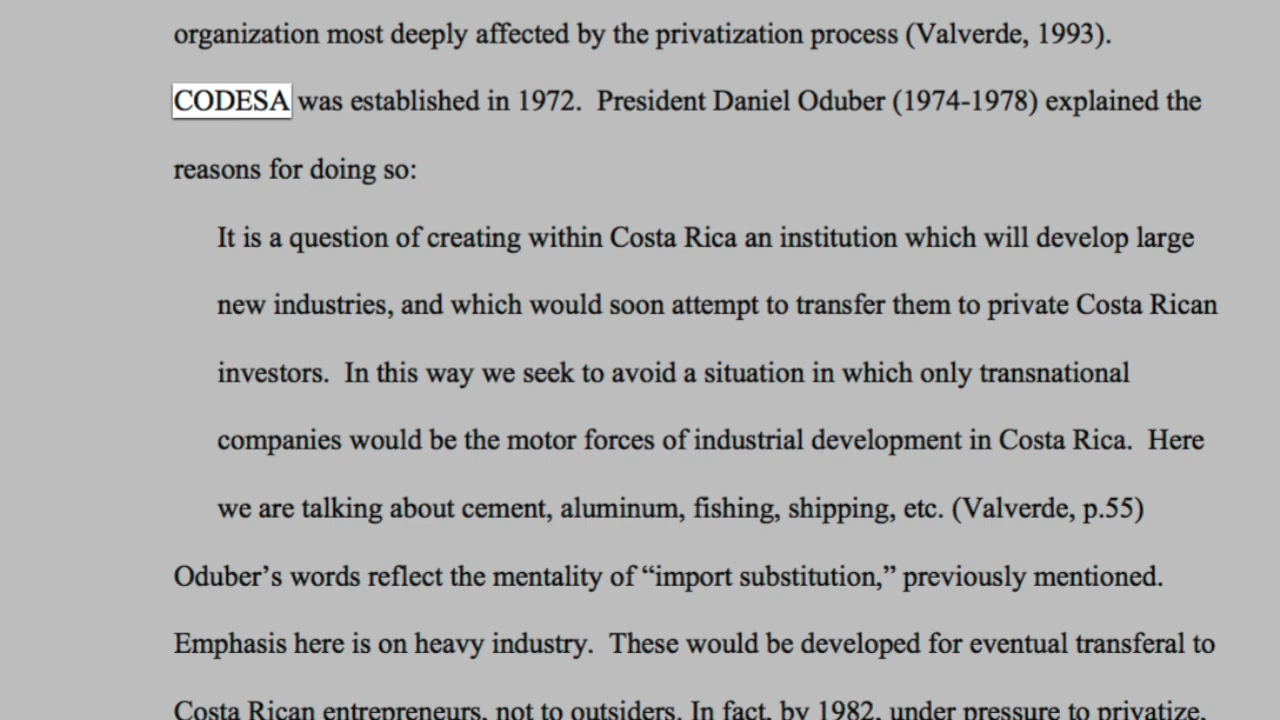 organization most deeply affected by the privatization process (Valverde, 1993).
CODESA was established in 1972.  President Daniel Oduber (1974-1978) explained the
reasons for doing so:
It is a question of creating within Costa Rica an institution which will develop large
new industries, and which would soon attempt to transfer them to private Costa Rican
investors.  In this way we seek to avoid a situation in which only transnational
companies would be the motor forces of industrial development in Costa Rica.  Here
we are talking about cement, aluminum, fishing, shipping, etc. (Valverde, p.55)
Oduber’s words reflect the mentality of “import substitution,” previously mentioned.
Emphasis here is on heavy industry.  These would be developed for eventual transferal to
Costa Rican entrepreneurs, not to outsiders. In fact, by 1982, under pressure to privatize,